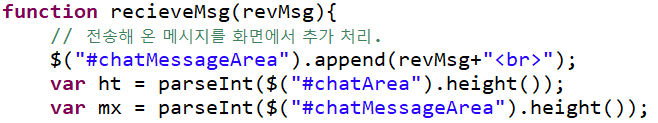 function recieveMsg(revMsg){
// 전송해 온 메시지를 화면에서 추가 처리.
$("#chatMessageArea").append(revMsg+"<br>");
var ht = parseInt($("#chatArea").height());
var mx = parseInt($("#chatMessageArea").height());